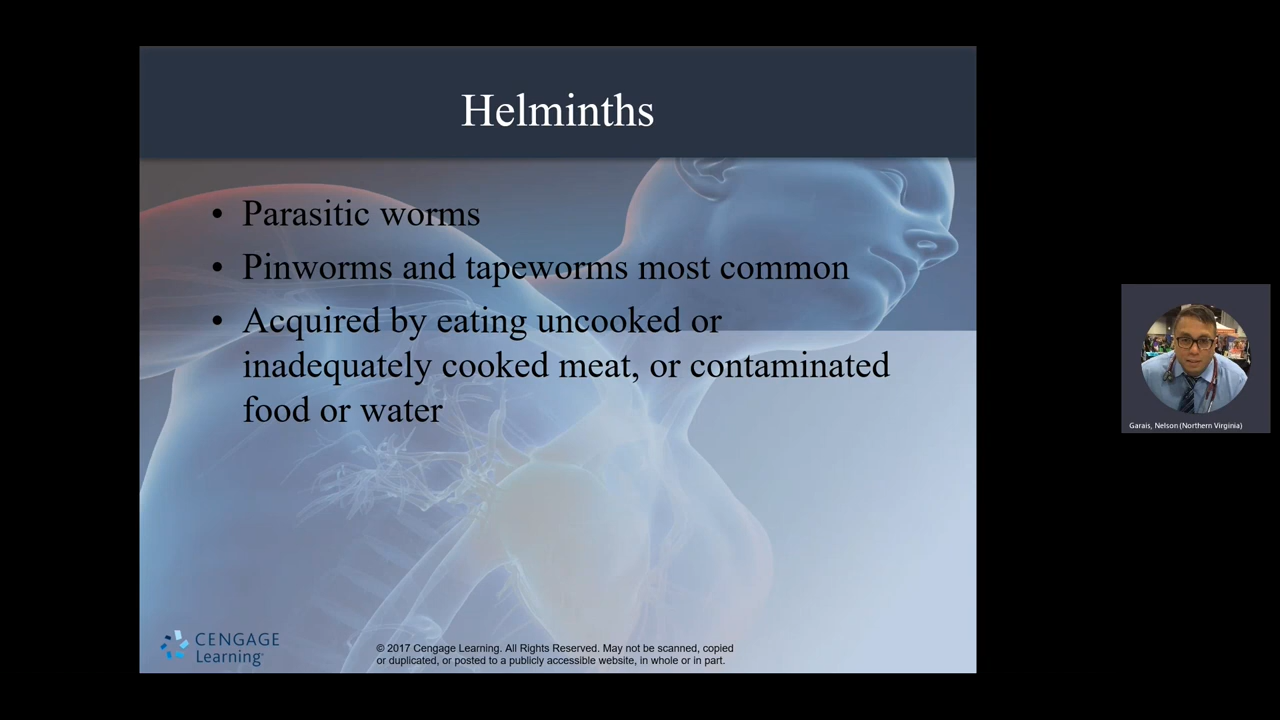 Helminths
• Parasitic worms
• Pinworms and tapeworms most common
• Acquired by eating uncooked or
inadequately cooked meat, or contaminated
food or water
CENGAGE
Learning
© 2017 Cengage Learning. All Rights Reserved. May not be scanned, copied
or duplicated, or posted to a publicly accessible website, in whole or in part.
Garais, Nelson (Northern Virginia)